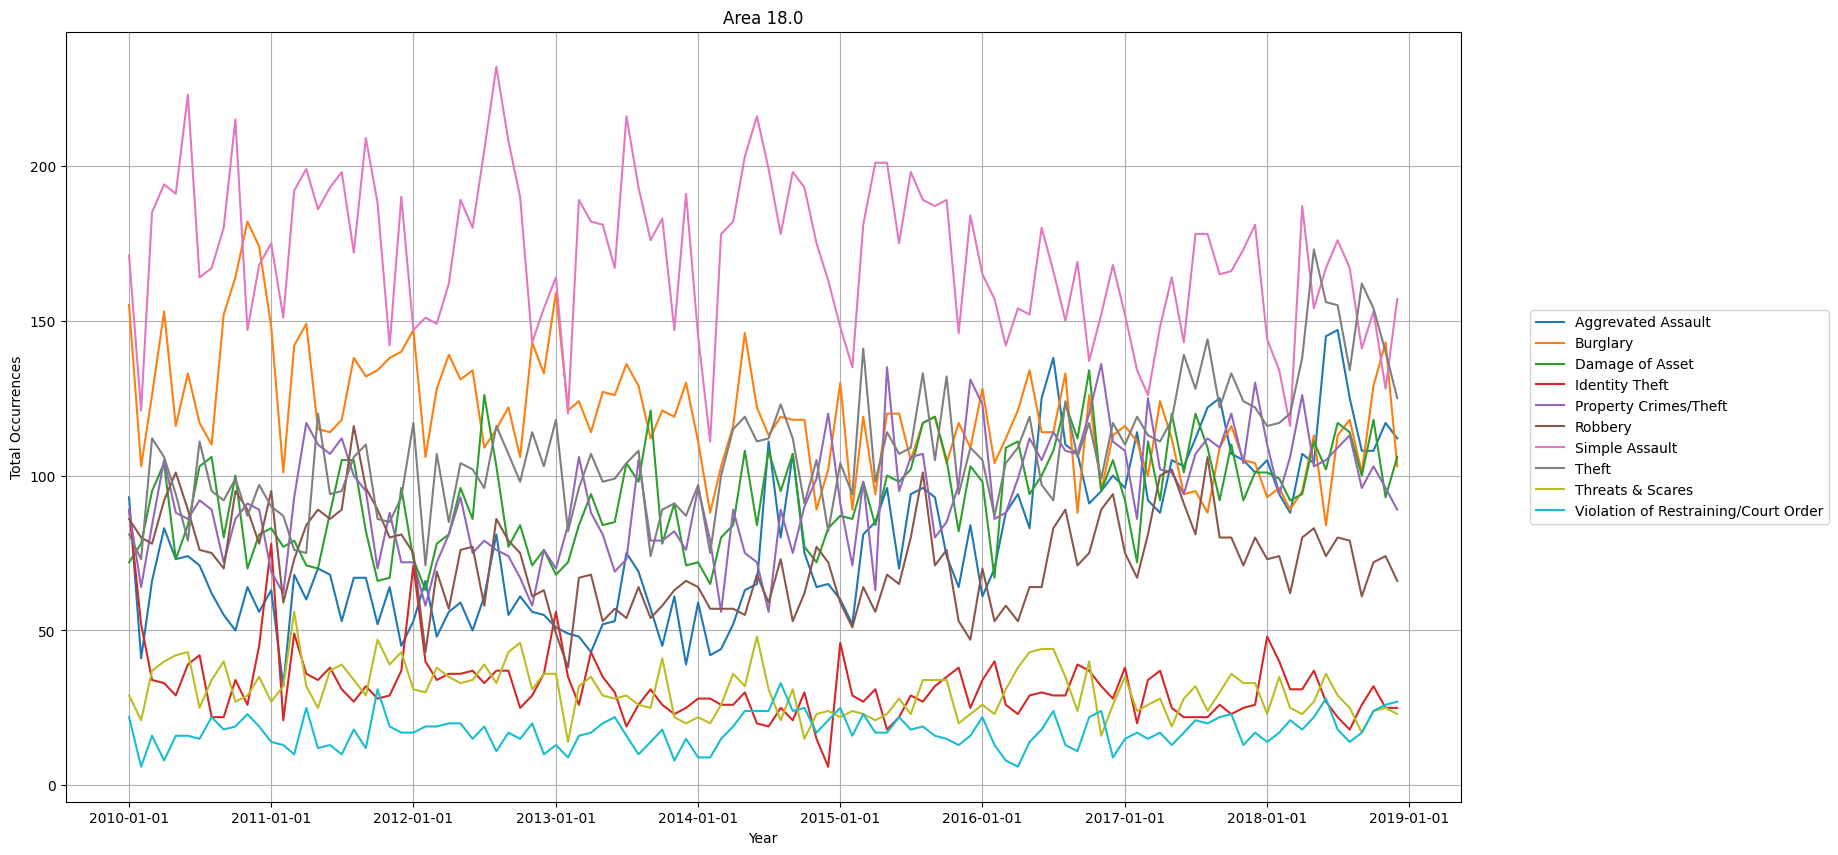 Area 18.0
Total Occurrences
200
150
100
50
0
2010-01-01 2011-01-01 2012-01-01 2013-01-01 2014-01-01 2015-01-01 2016-01-01 2017-01-01 2018-01-01 2019-01-01
Year
Aggrevated Assault
Burglary
Damage of Asset
Identity Theft
Property Crimes/Theft
Robbery
Simple Assault
Theft
Threats & Scares
Violation of Restraining/Court Order